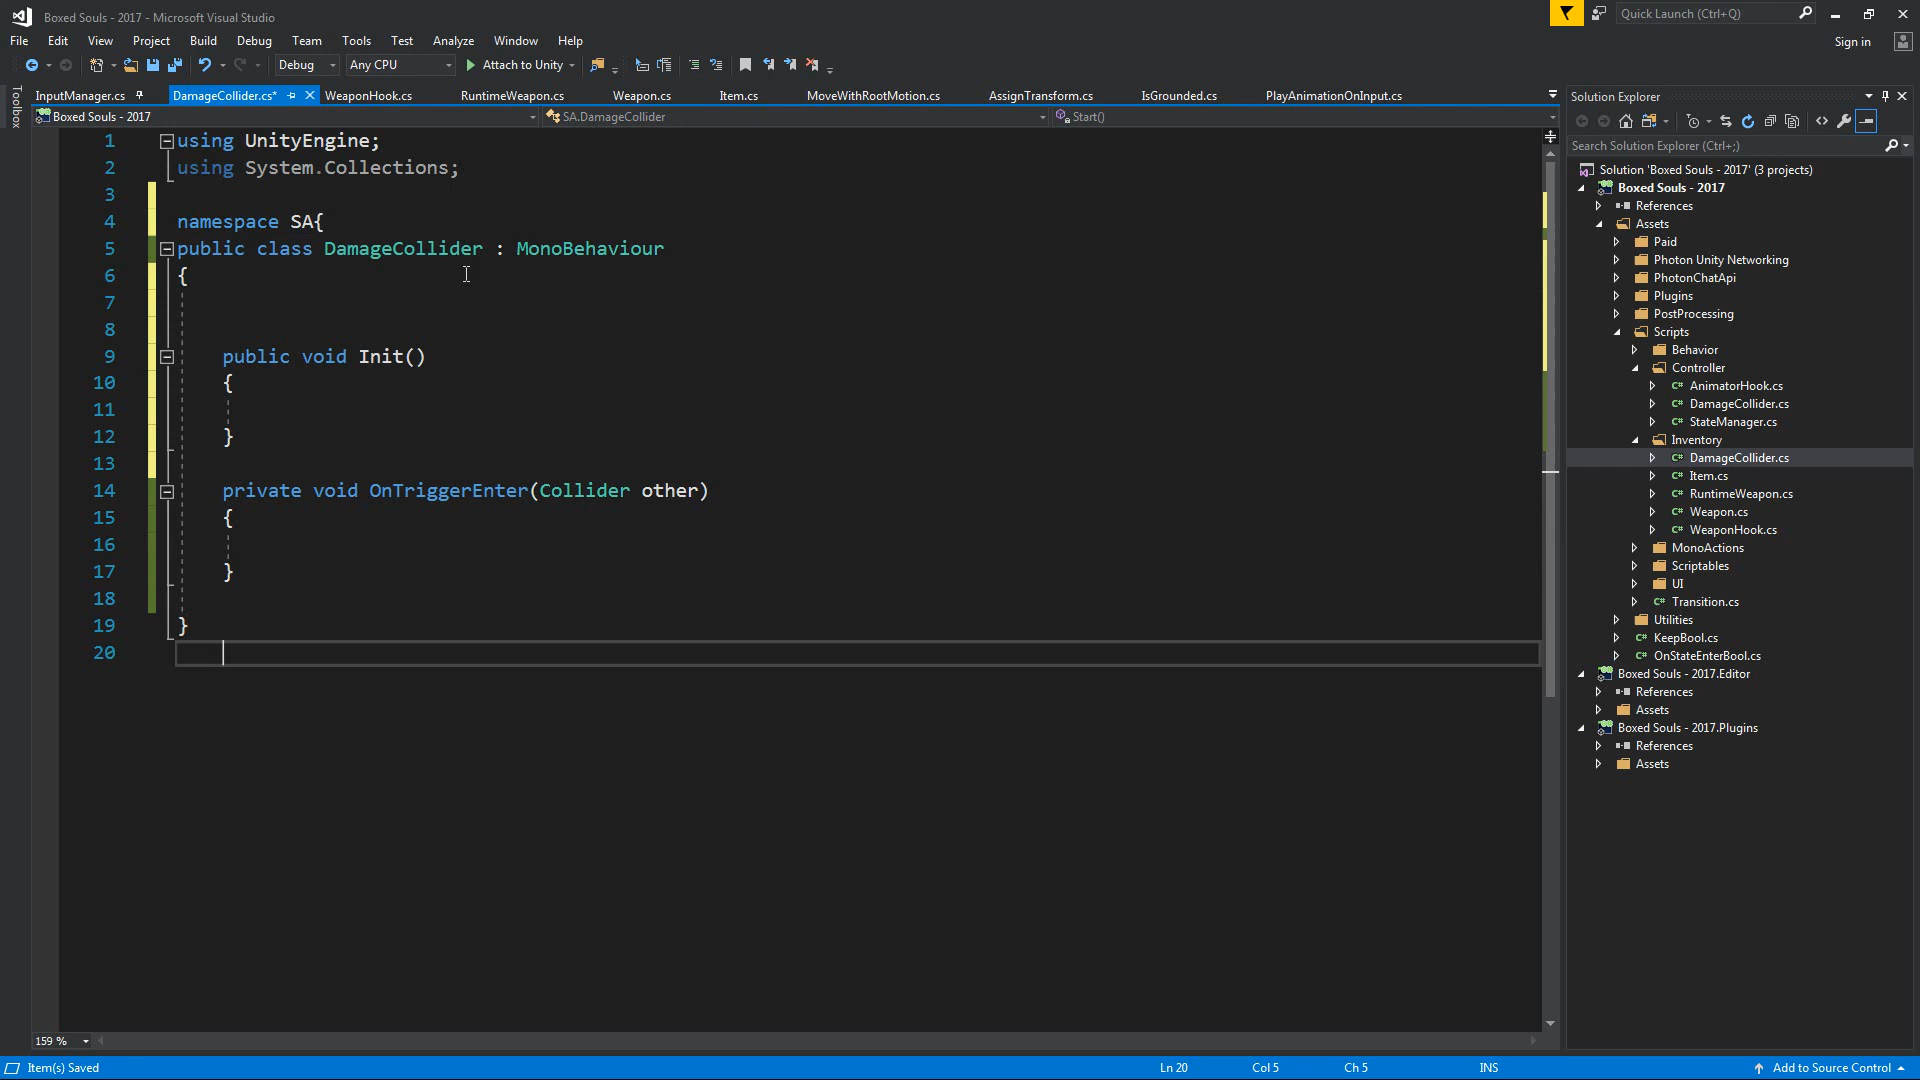 Boxed Souls - 2017 - Microsoft Visual Studio
Quick Launch (Ctrl+Q)
File Edit View Project Build Debug Team Tools Test Analyze Window Help
Sign in
Debug Any CPU Attach to Unity
Toolbox
InputManager.cs DamageCollider.cs* WeaponHook.cs RuntimeWeapon.cs Weapon.cs Item.cs MoveWithRootMotion.cs AssignTransform.cs IsGrounded.cs PlayAnimationOnInput.cs
Boxed Souls - 2017 SA.DamageCollider Start()
1 using UnityEngine;
2 using System.Collections;
3
4 namespace SA{
5 public class DamageCollider : MonoBehaviour
6 {
7
8
9 public void Init()
10 {
11
12 }
13
14 private void OnTriggerEnter(Collider other)
15 {
16
17 }
18
19 }
20
159 %
Solution Explorer
Search Solution Explorer (Ctrl+;)
Solution 'Boxed Souls - 2017' (3 projects)
Boxed Souls - 2017
References
Assets
Paid
Photon Unity Networking
PhotonChatApi
Plugins
PostProcessing
Scripts
Behavior
Controller
C# AnimatorHook.cs
C# DamageCollider.cs
C# StateManager.cs
Inventory
C# DamageCollider.cs
C# Item.cs
C# RuntimeWeapon.cs
C# Weapon.cs
C# WeaponHook.cs
MonoActions
Scriptables
UI
C# Transition.cs
Utilities
C# KeepBool.cs
C# OnStateEnterBool.cs
Boxed Souls - 2017.Editor
References
Assets
Boxed Souls - 2017.Plugins
References
Assets
Item(s) Saved Ln 20 Col 5 Ch 5 INS Add to Source Control